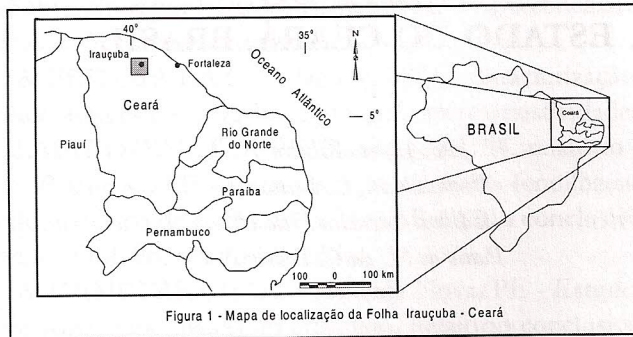 40°
35°
N
Irauçuba
Fortaleza
Oceano Atlântico
Ceará
5°
Piauí
Rio Grande
do Norte
Paraíba
Pernambuco
100 0 100 km
BRASIL
Ceará
Figura 1 - Mapa de localização da Folha Irauçuba - Ceará